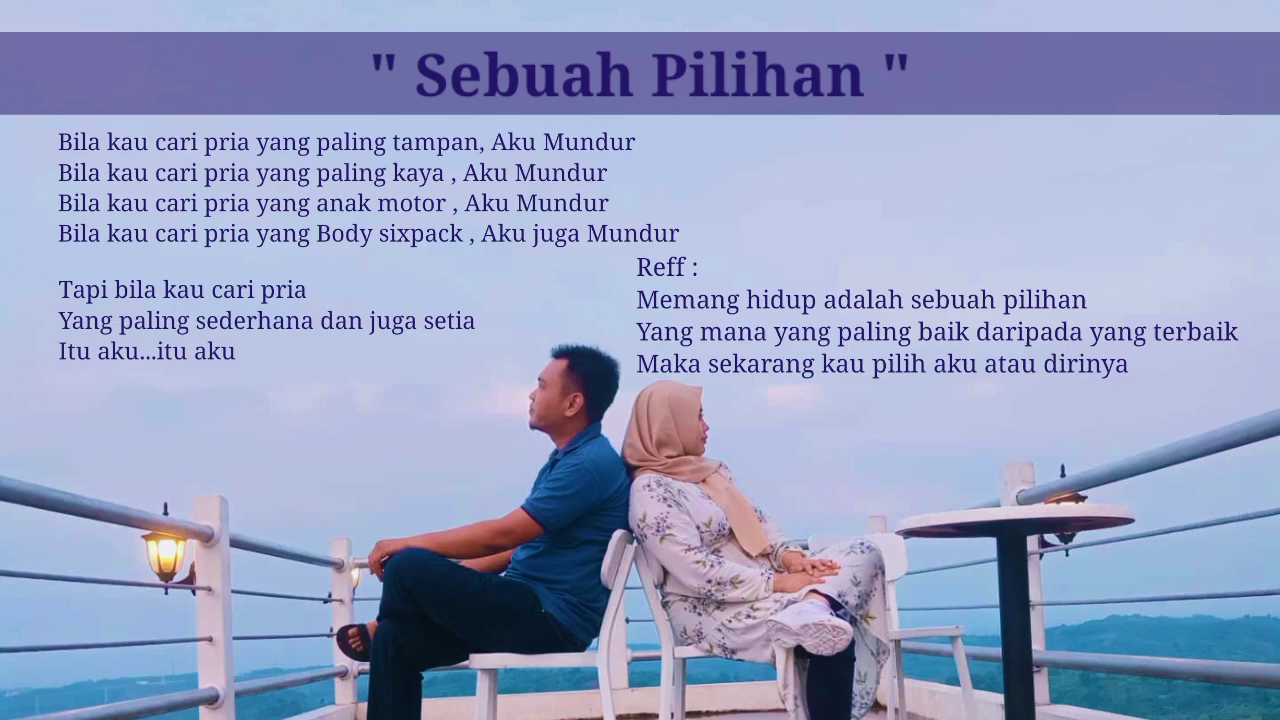 " Sebuah Pilihan "
Bila kau cari pria yang paling tampan, Aku Mundur
Bila kau cari pria yang paling kaya , Aku Mundur
Bila kau cari pria yang anak motor , Aku Mundur
Bila kau cari pria yang Body sixpack , Aku juga Mundur
Tapi bila kau cari pria
Yang paling sederhana dan juga setia
Itu aku...itu aku
Reff :
Memang hidup adalah sebuah pilihan
Yang mana yang paling baik daripada yang terbaik
Maka sekarang kau pilih aku atau dirinya